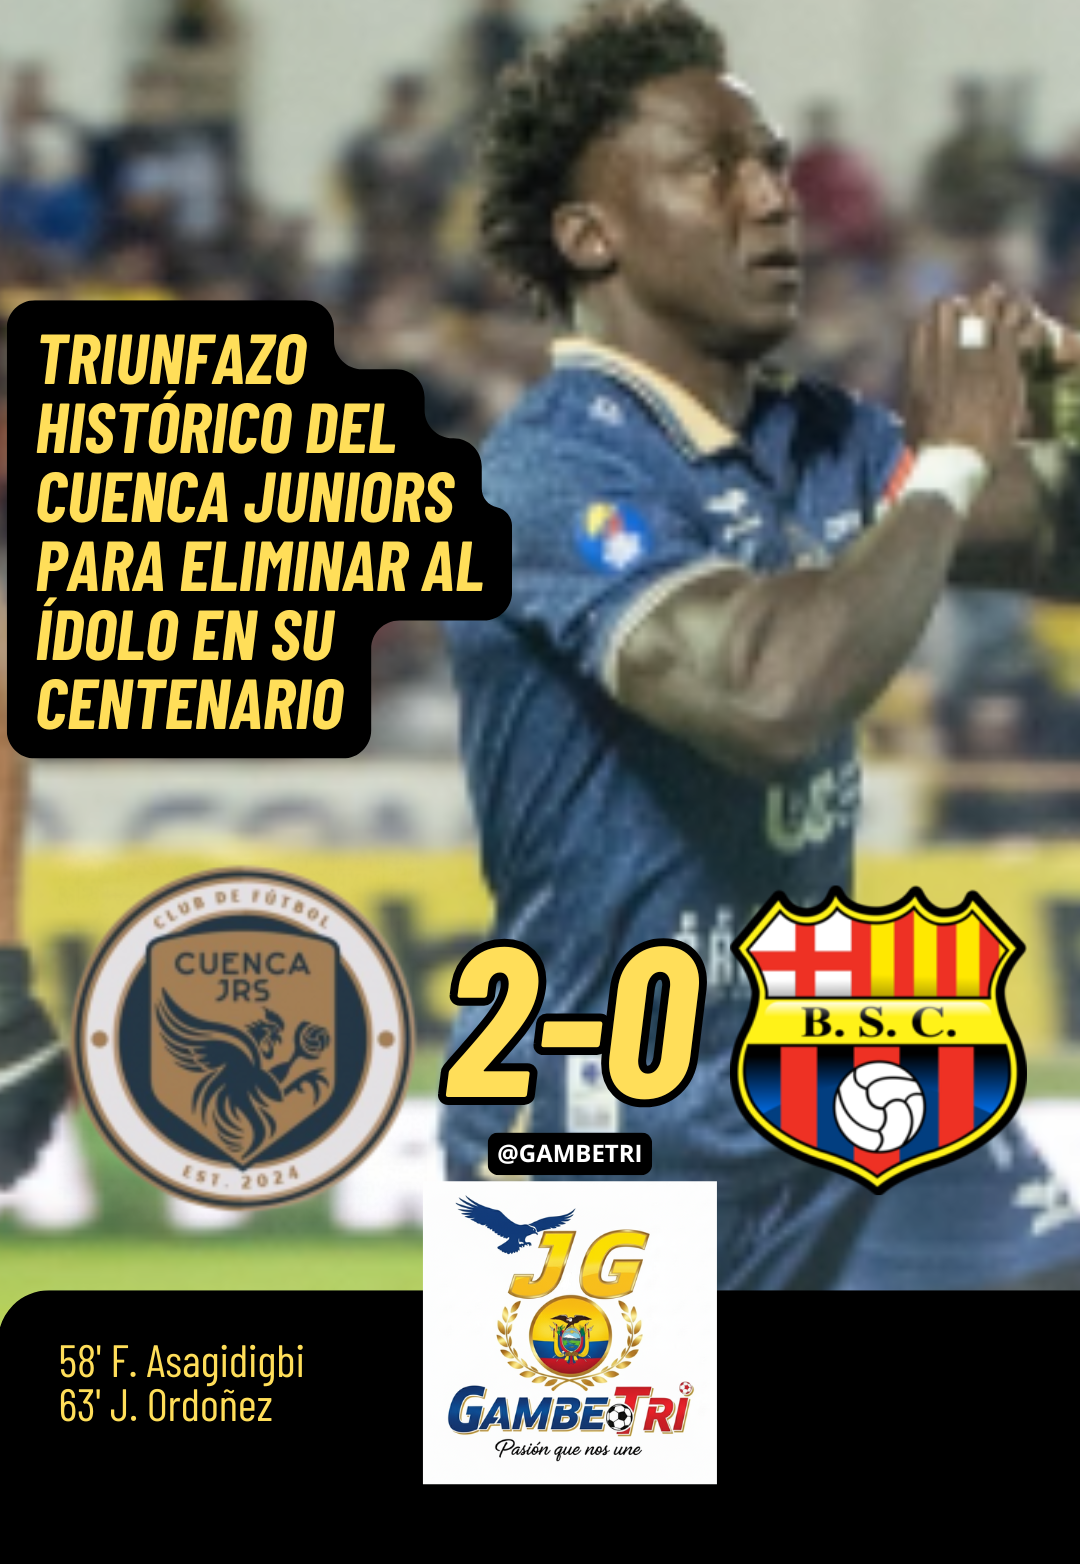 TRIUNFAZO
HISTÓRICO DEL
CUENCA JUNIORS
PARA ELIMINAR AL
ÍDOLO EN SU
CENTENARIO
CLUB DE FÚTBOL
CUENCA
JRS
EST. 2024
2-0
B. S. C.
@GAMBETRI
JG
GAMBETRI
Pasión que nos une
58' F. Asagidigbi
63' J. Ordoñez